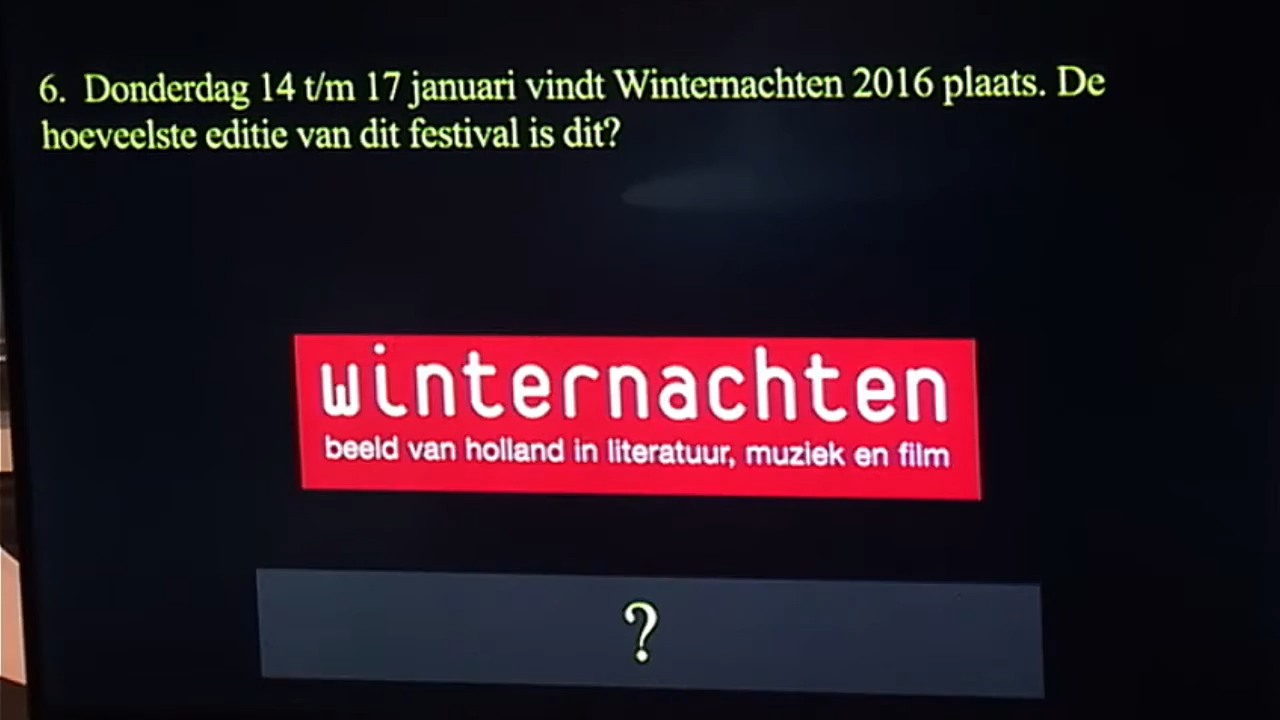 6. Donderdag 14 t/m 17 januari vindt Winternachten 2016 plaats. De
hoeveelste editie van dit festival is dit?
winternachten
beeld van holland in literatuur, muziek en film
?